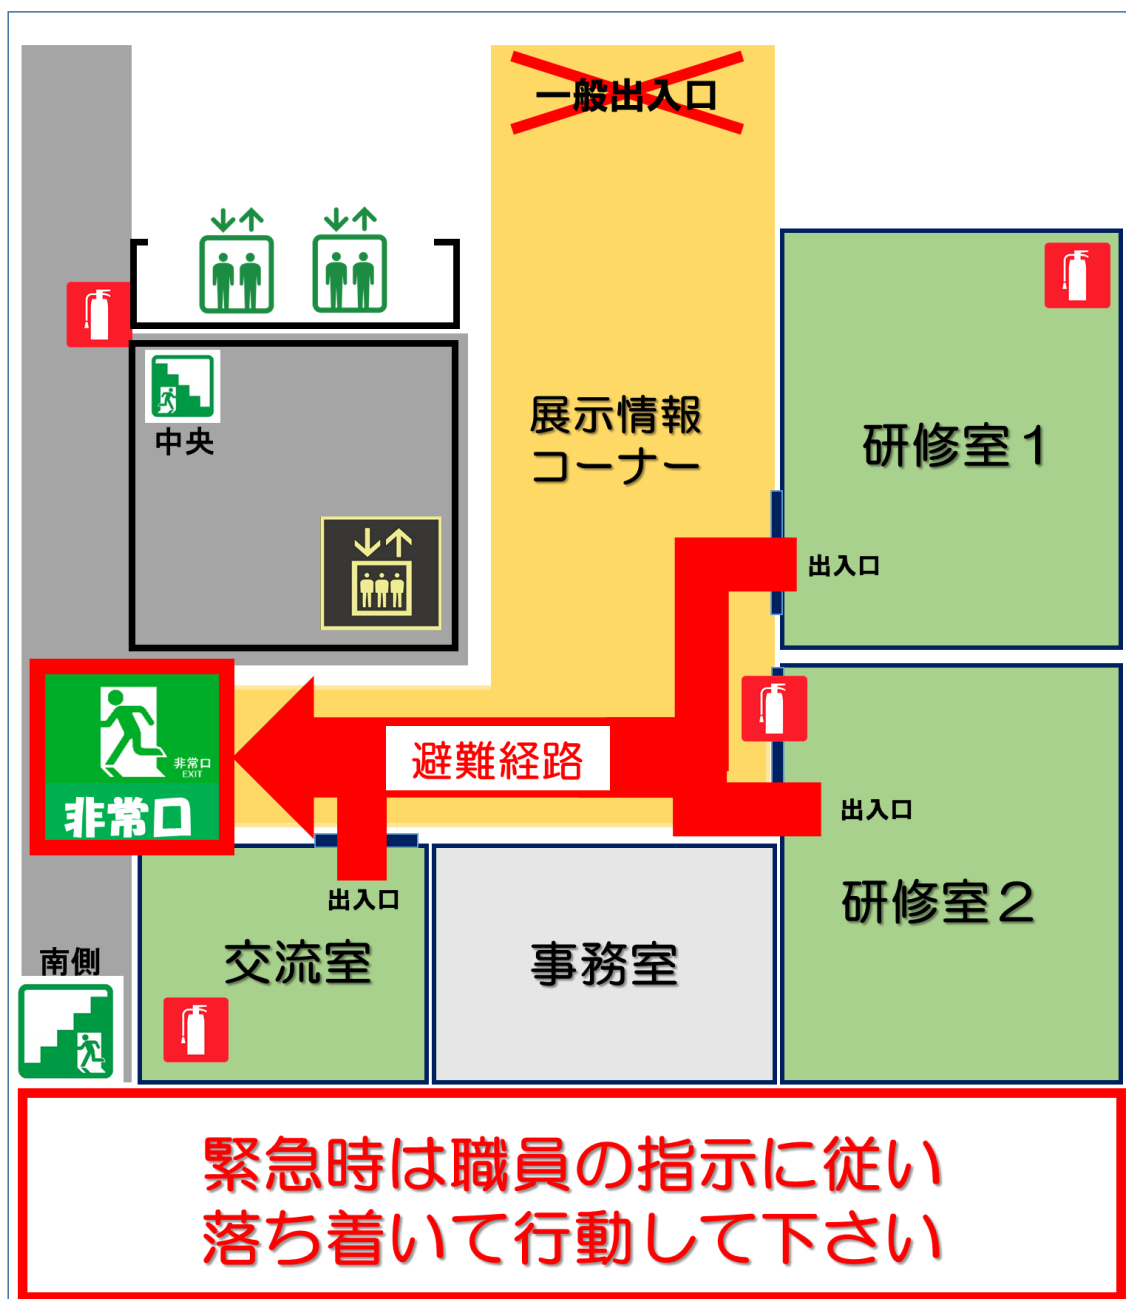 一般出入口
展示情報
コーナー
研修室1
中央
出入口
避難経路
非常口
EXIT
非常口
出入口
研修室2
出入口
交流室
事務室
南側
緊急時は職員の指示に従い
落ち着いて行動して下さい